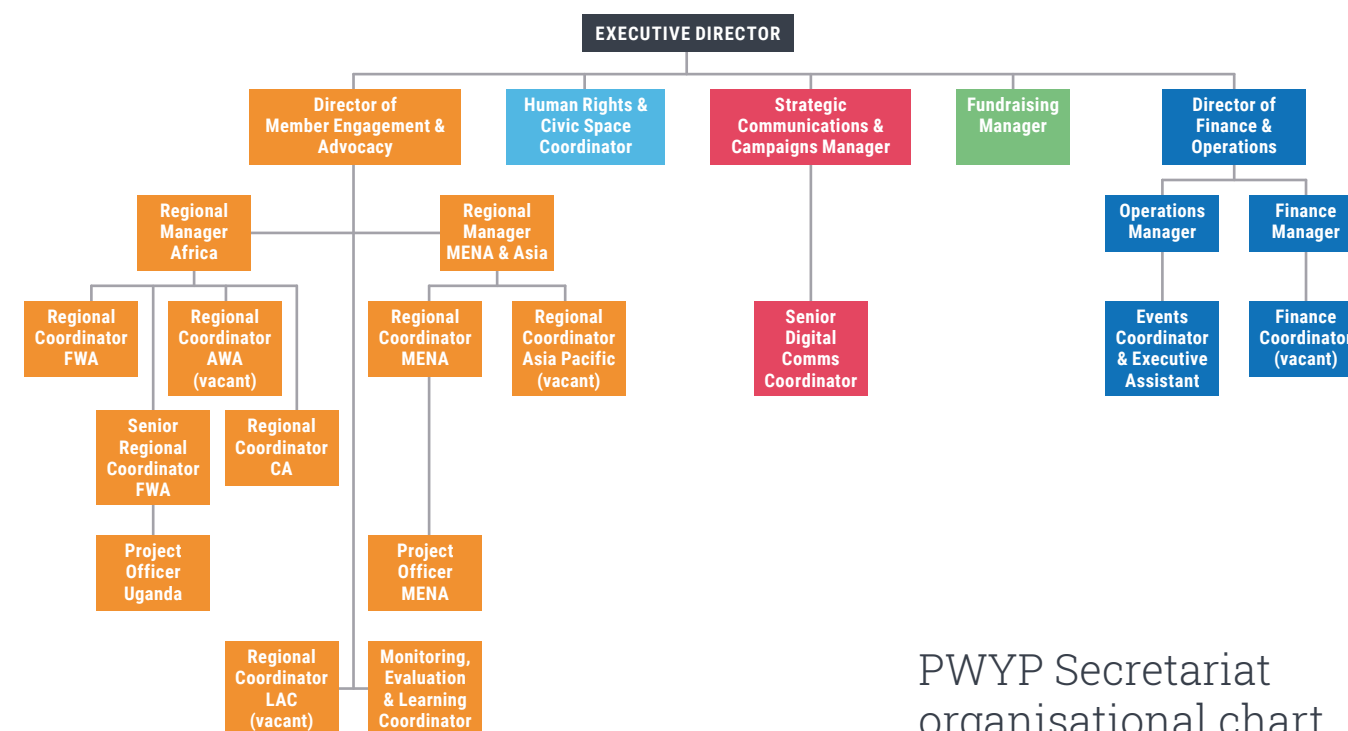 EXECUTIVE DIRECTOR
Director of
Member Engagement &
Advocacy
Human Rights &
Civic Space
Coordinator
Strategic
Communications &
Campaigns Manager
Fundraising
Manager
Director of
Finance &
Operations
Regional
Manager
Africa
Regional
Manager
MENA & Asia
Operations
Manager
Finance
Manager
Regional
Coordinator
FWA
Regional
Coordinator
AWA
(vacant)
Regional
Coordinator
MENA
Regional
Coordinator
Asia Pacific
(vacant)
Senior
Digital
Comms
Coordinator
Events
Coordinator
& Executive
Assistant
Finance
Coordinator
(vacant)
Senior
Regional
Coordinator
FWA
Regional
Coordinator
CA
Project
Officer
Uganda
Project
Officer
MENA
Regional
Coordinator
LAC
(vacant)
Monitoring,
Evaluation
& Learning
Coordinator
PWYP Secretariat
organisational chart